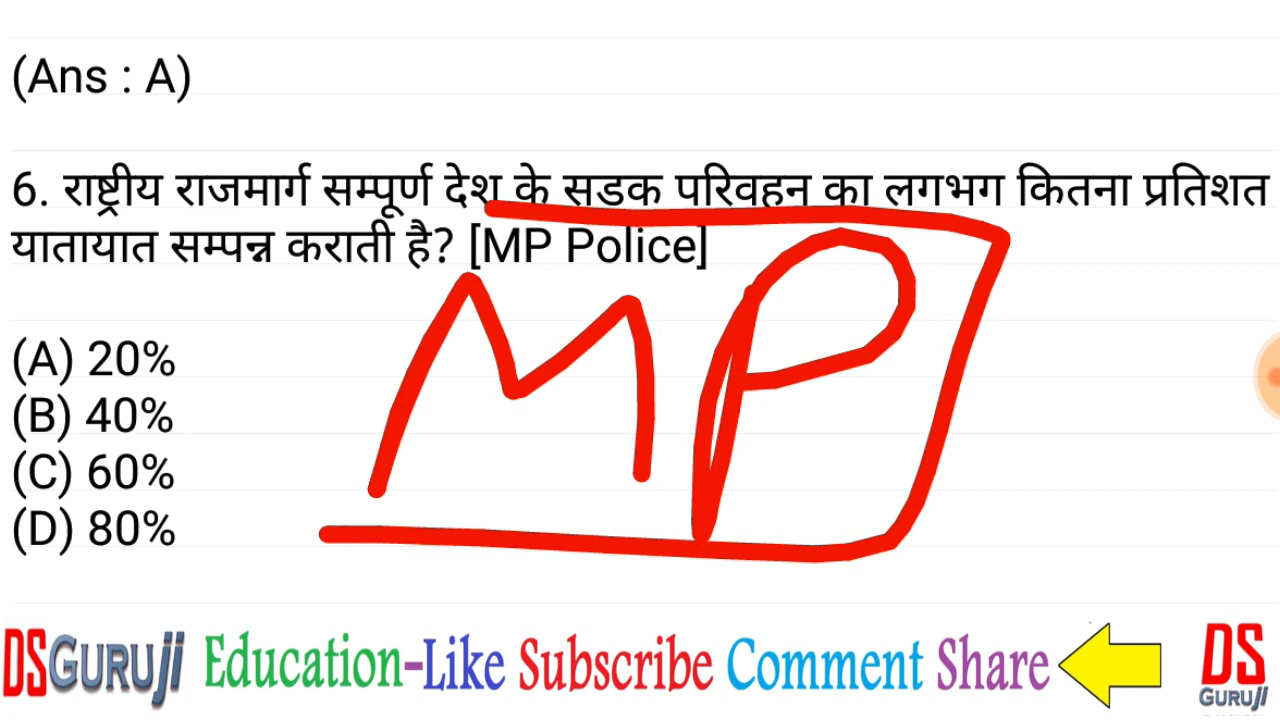 (Ans : A)
6. राष्ट्रीय राजमार्ग सम्पूर्ण देश के सडक परिवहन का लगभग कितना प्रतिशत
यातायात सम्पन्न कराती है? [MP Police]
MP
(A) 20%
(B) 40%
(C) 60%
(D) 80%
DSGURUji Education-Like Subscribe Comment Share DS
GURUji